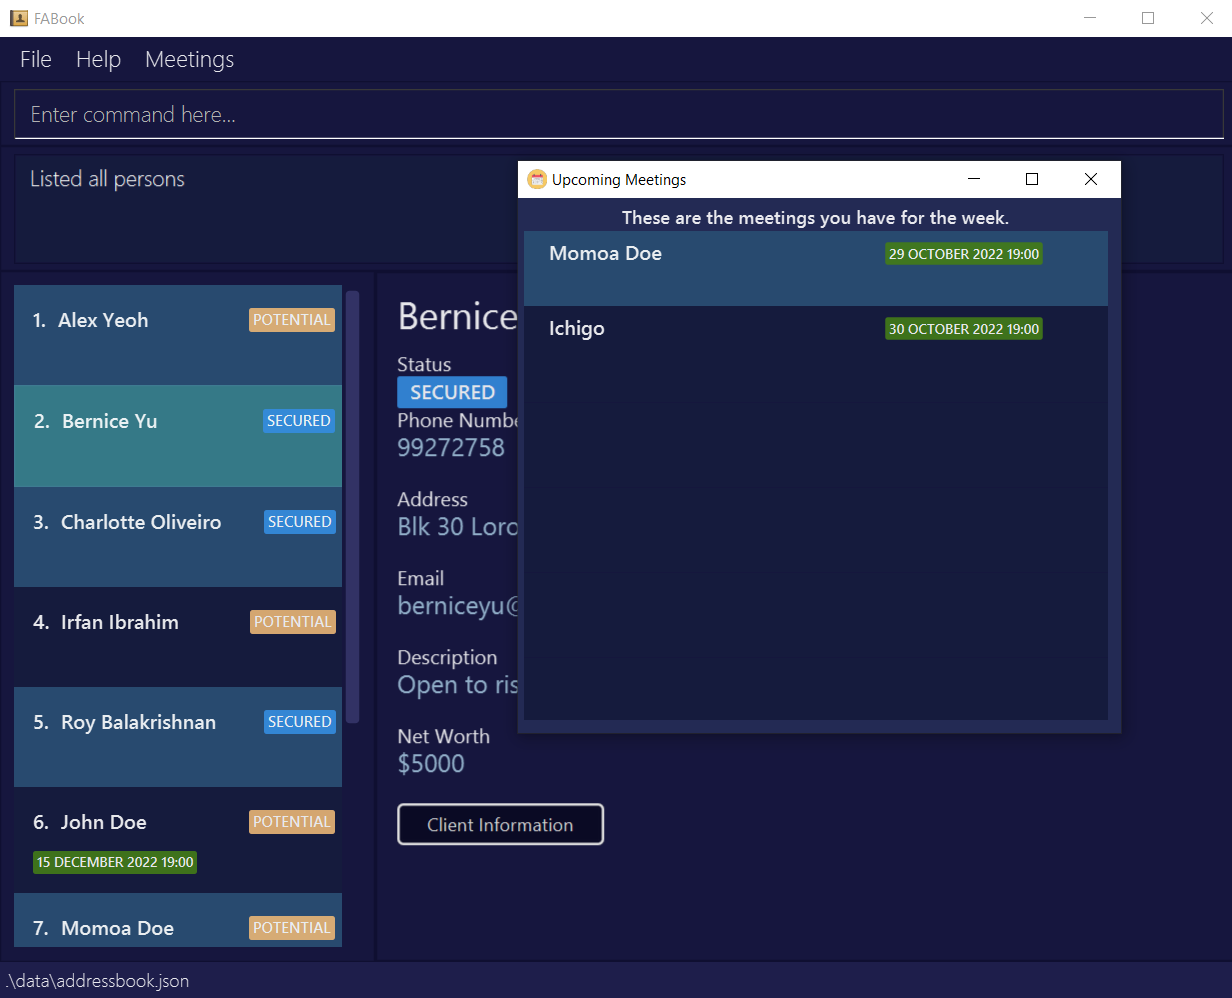 FABook
File Help Meetings
Enter command here...
Listed all persons
1. Alex Yeoh POTENTIAL
2. Bernice Yu SECURED
3. Charlotte Oliveiro SECURED
4. Irfan Ibrahim POTENTIAL
5. Roy Balakrishnan SECURED
6. John Doe POTENTIAL
15 DECEMBER 2022 19:00
7. Momoa Doe POTENTIAL
Bernice
Status
SECURED
Phone
99272758
Address
Blk 30
Email
berniceyu@
Description
Open to
Net Worth
$5000
Client Information
Upcoming Meetings
These are the meetings you have for the week.
Momoa Doe 29 OCTOBER 2022 19:00
Ichigo 30 OCTOBER 2022 19:00
.\data\addressbook.json